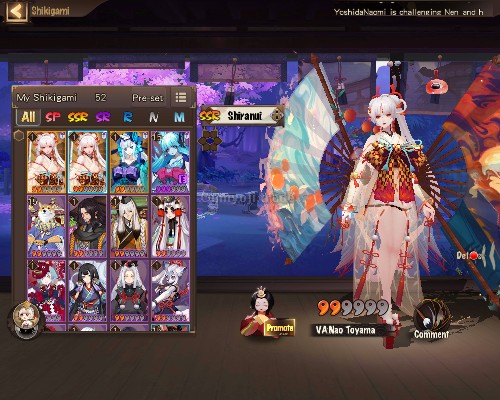 Shikigami
YoshidaNaomi is challenging Nen and h
My Shikigami 52 Pre-set
All SP SSR SR R N M
SSR Shiranui
Promote
VA:Nao Toyama
Comment